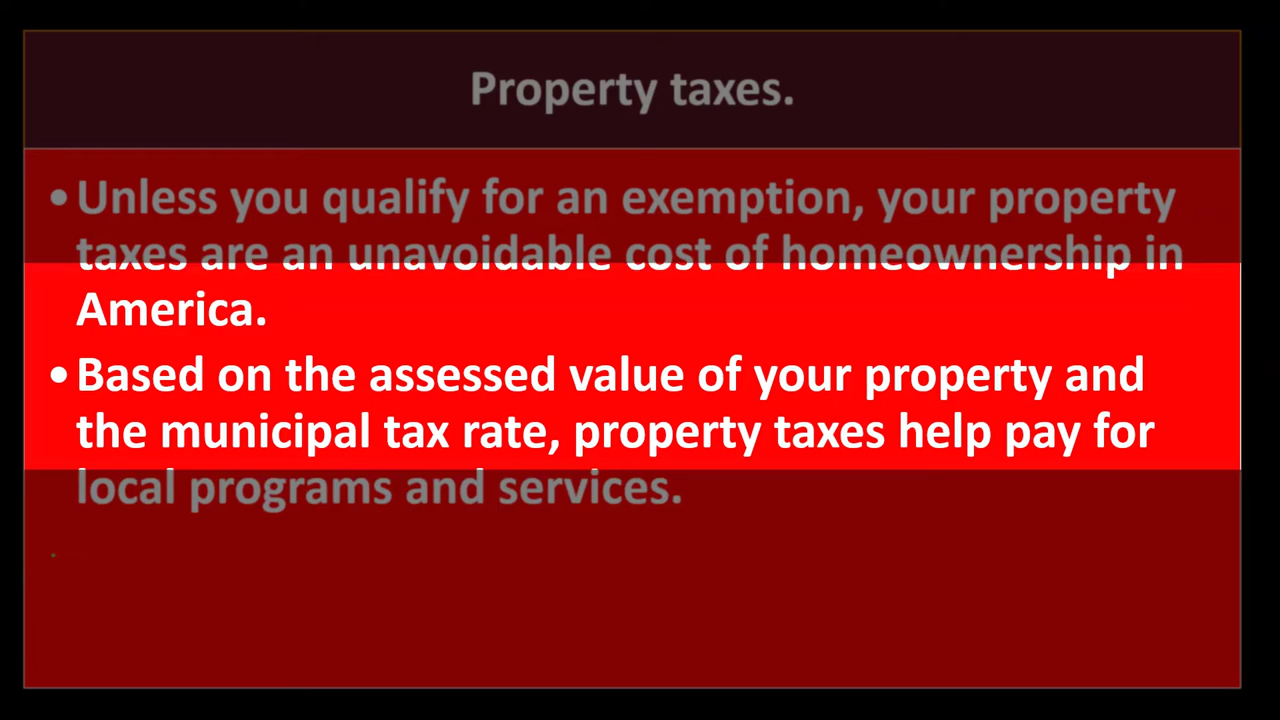 Property taxes.
•Unless you qualify for an exemption, your property
taxes are an unavoidable cost of homeownership in
America.
•Based on the assessed value of your property and
the municipal tax rate, property taxes help pay for
local programs and services.